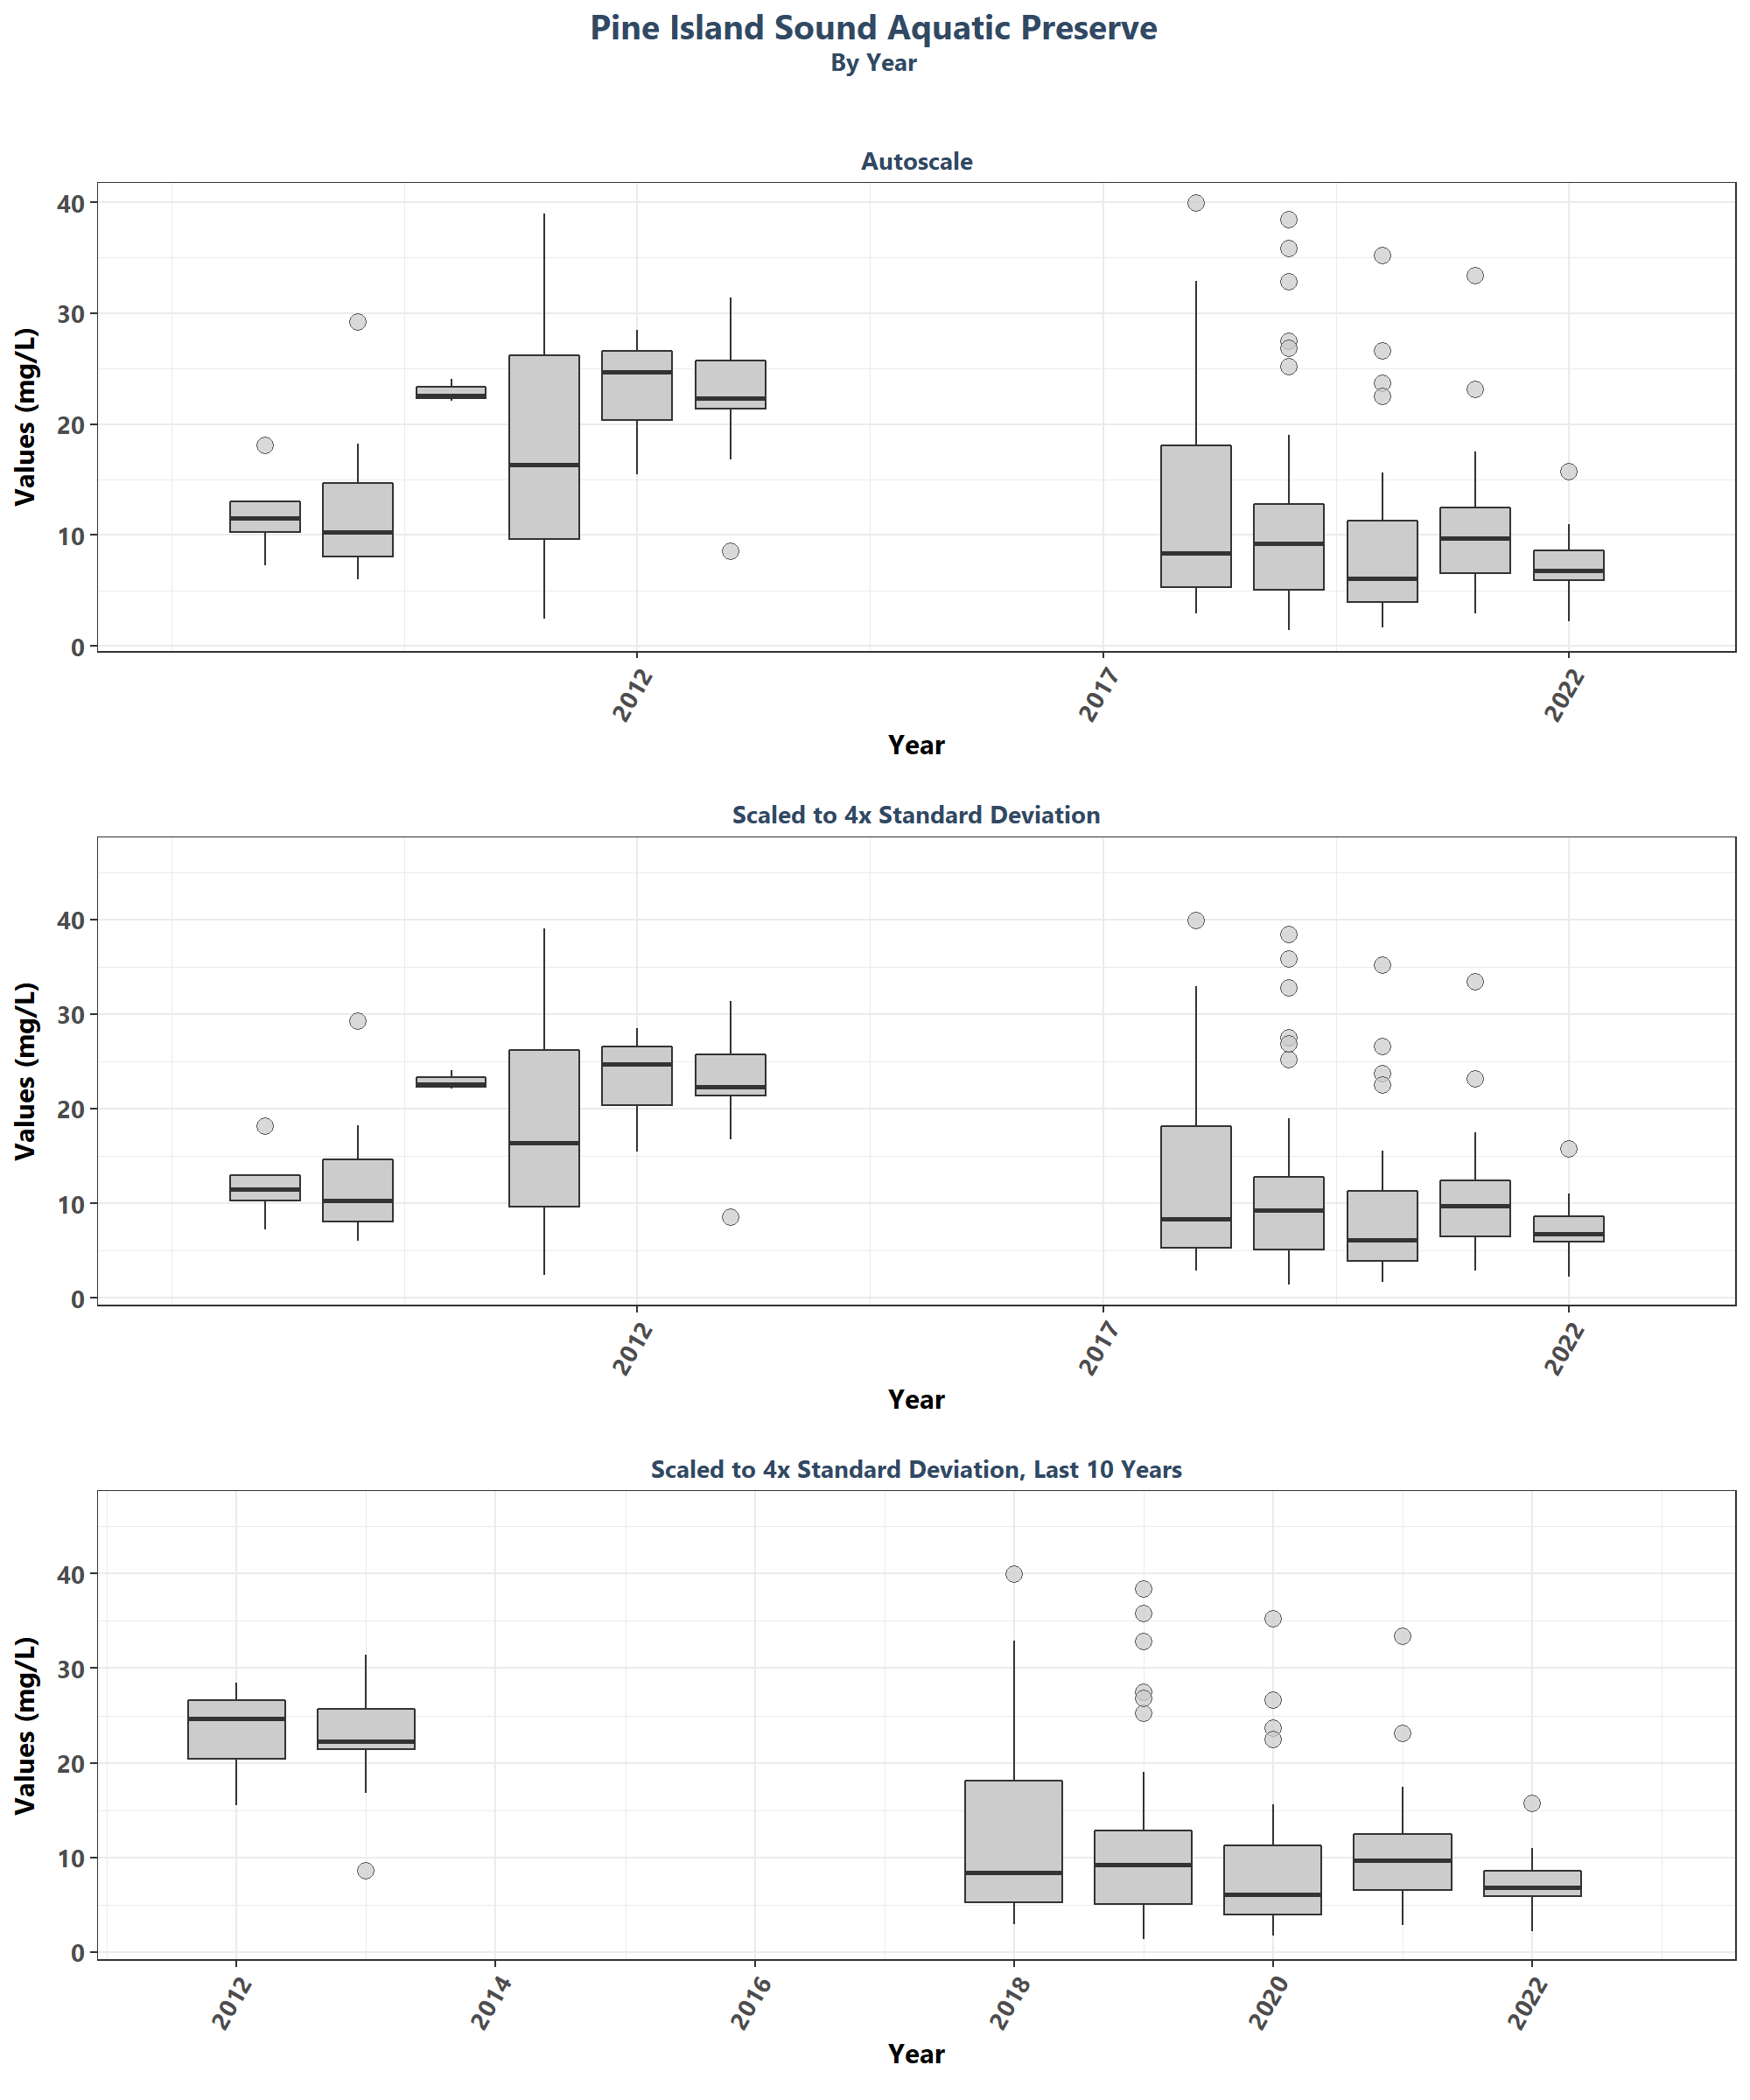 Pine Island Sound Aquatic Preserve
By Year
Autoscale
Values (mg/L)
40
30
20
10
0
2012
2017
2022
Year
Scaled to 4x Standard Deviation
Values (mg/L)
40
30
20
10
0
2012
2017
2022
Year
Scaled to 4x Standard Deviation, Last 10 Years
Values (mg/L)
40
30
20
10
0
2012
2014
2016
2018
2020
2022
Year